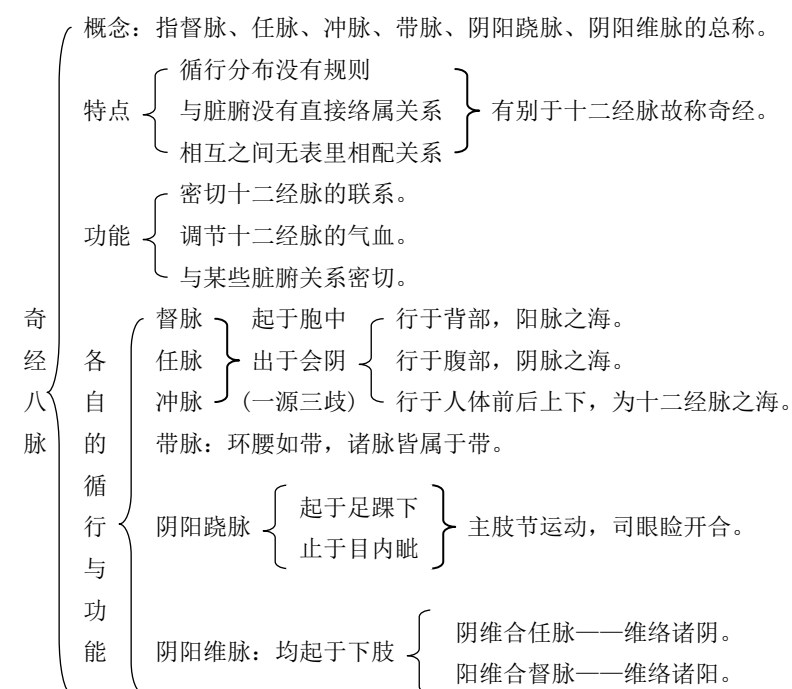 概念：指督脉、任脉、冲脉、带脉、阴阳跷脉、阴阳维脉的总称。
特点
循行分布没有规则
与脏腑没有直接络属关系
相互之间无表里相配关系
有别于十二经脉故称奇经。
功能
密切十二经脉的联系。
调节十二经脉的气血。
与某些脏腑关系密切。
奇经八脉
各自的循行与功能
督脉 起于胞中 行于背部，阳脉之海。
任脉 出于会阴 行于腹部，阴脉之海。
冲脉 (一源三歧) 行于人体前后上下，为十二经脉之海。
带脉：环腰如带，诸脉皆属于带。
阴阳跷脉
起于足踝下
止于目内眦
主肢节运动，司眼睑开合。
阴阳维脉：均起于下肢
阴维合任脉——维络诸阴。
阳维合督脉——维络诸阳。